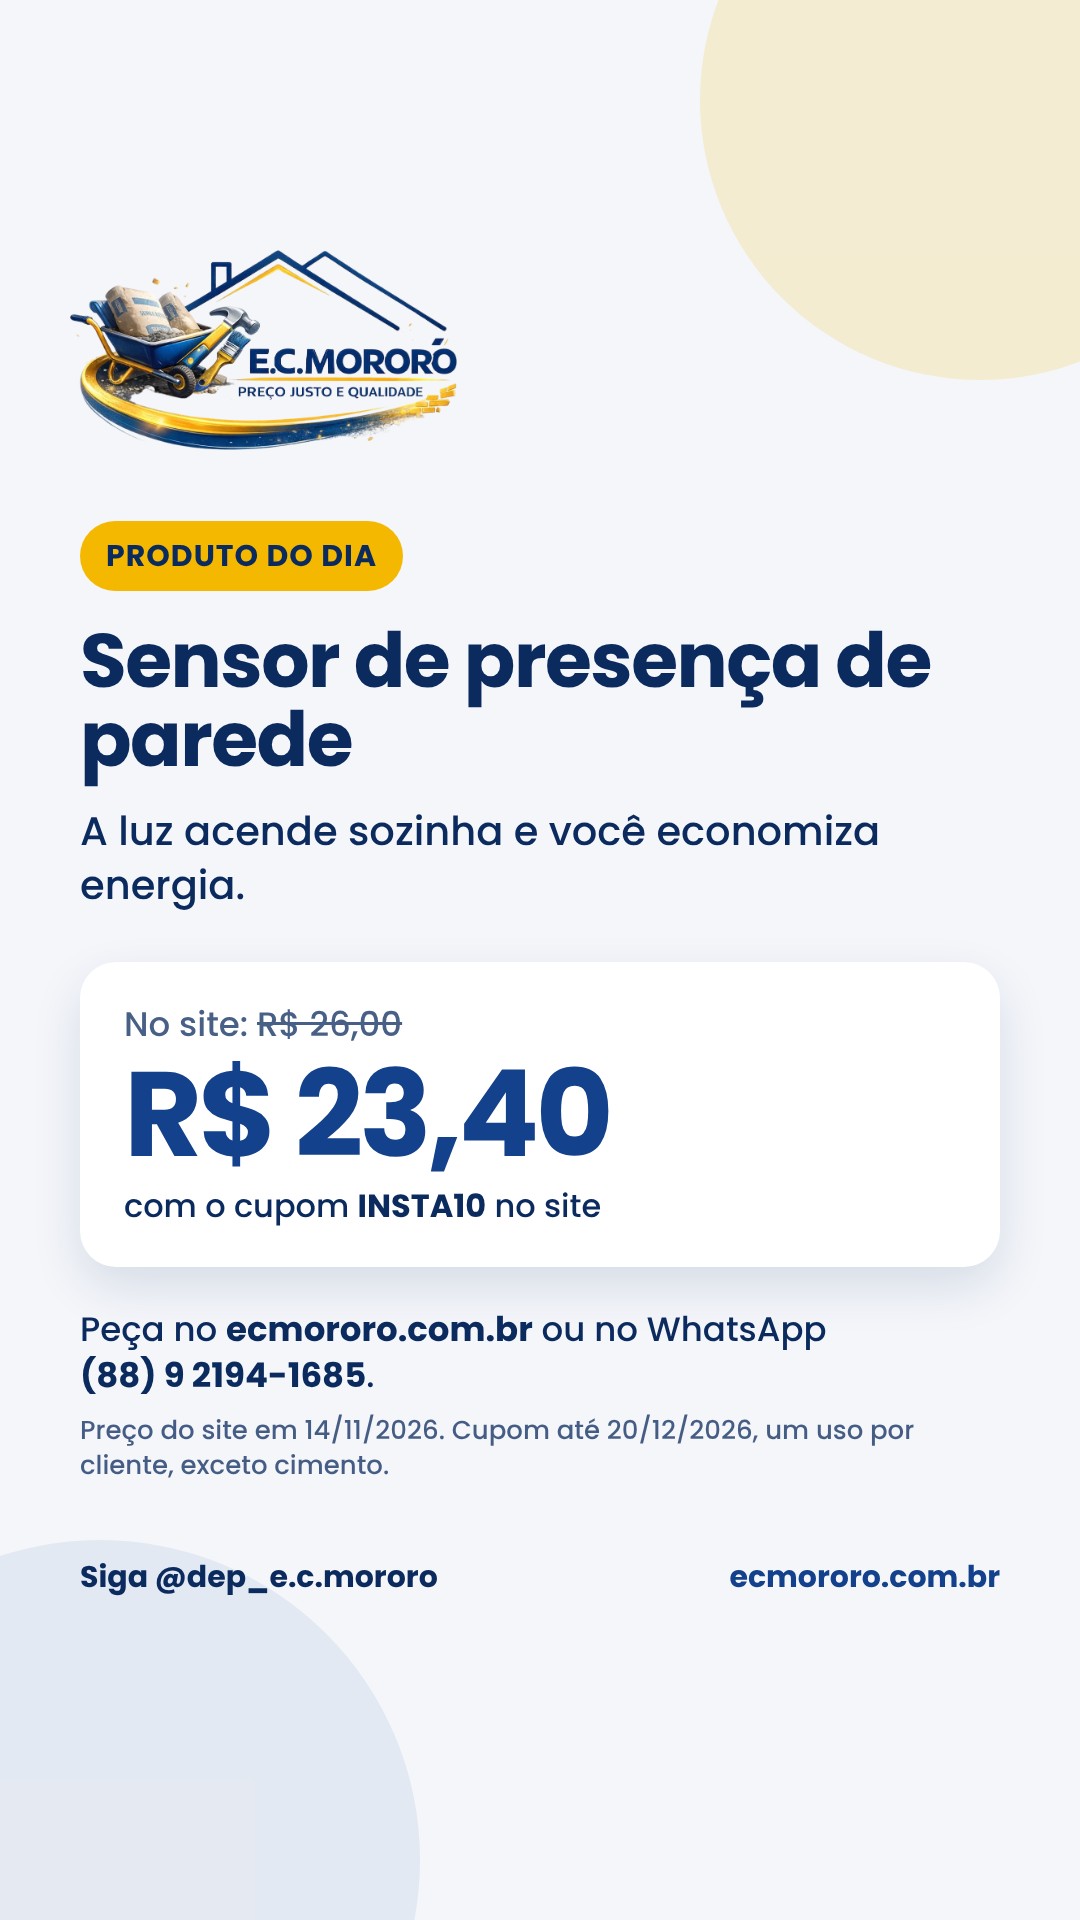 E.C.MORORÓ
PREÇO JUSTO E QUALIDADE
PRODUTO DO DIA
Sensor de presença de
parede
A luz acende sozinha e você economiza
energia.
No site: R$ 26,00
R$ 23,40
com o cupom INSTA10 no site
Peça no ecmororo.com.br ou no WhatsApp
(88) 9 2194-1685.
Preço do site em 14/11/2026. Cupom até 20/12/2026, um uso por
cliente, exceto cimento.
Siga @dep_e.c.mororo
ecmororo.com.br